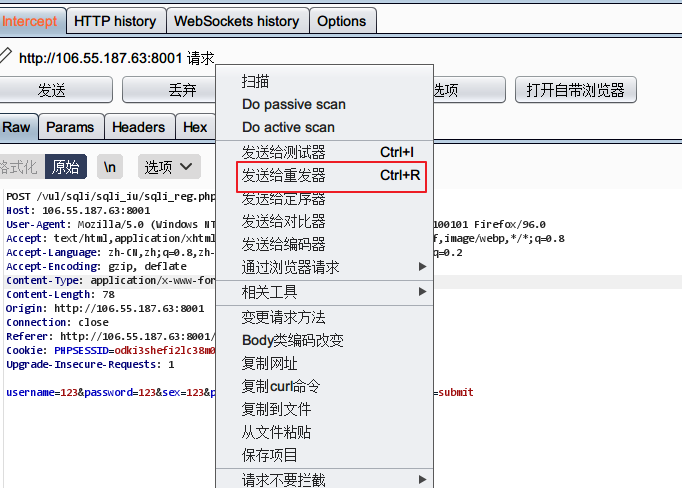 Intercept HTTP history WebSockets history Options
http://106.55.187.63:8001 请求
发送 丢弃 选项 打开自带浏览器
Raw Params Headers Hex
格式化 原始 \n 选项
POST /vul/sqli/sqli_iu/sqli_reg.php
Host: 106.55.187.63:8001
User-Agent: Mozilla/5.0 (Windows NT 100101 Firefox/96.0
Accept: text/html,application/xhtml f,image/webp,*/*;q=0.8
Accept-Language: zh-CN,zh;q=0.8,zh- q=0.2
Accept-Encoding: gzip, deflate
Content-Type: application/x-www-for
Content-Length: 78
Origin: http://106.55.187.63:8001
Connection: close
Referer: http://106.55.187.63:8001/
Cookie: PHPSESSID=odki3shefi2lc38m0
Upgrade-Insecure-Requests: 1
username=123&password=123&sex=123&p =submit
扫描
Do passive scan
Do active scan
发送给测试器 Ctrl+I
发送给重发器 Ctrl+R
发送给定序器
发送给对比器
发送给编码器
通过浏览器请求
相关工具
变更请求方法
Body类编码改变
复制网址
复制curl命令
复制到文件
从文件粘贴
保存项目
请求不要拦截